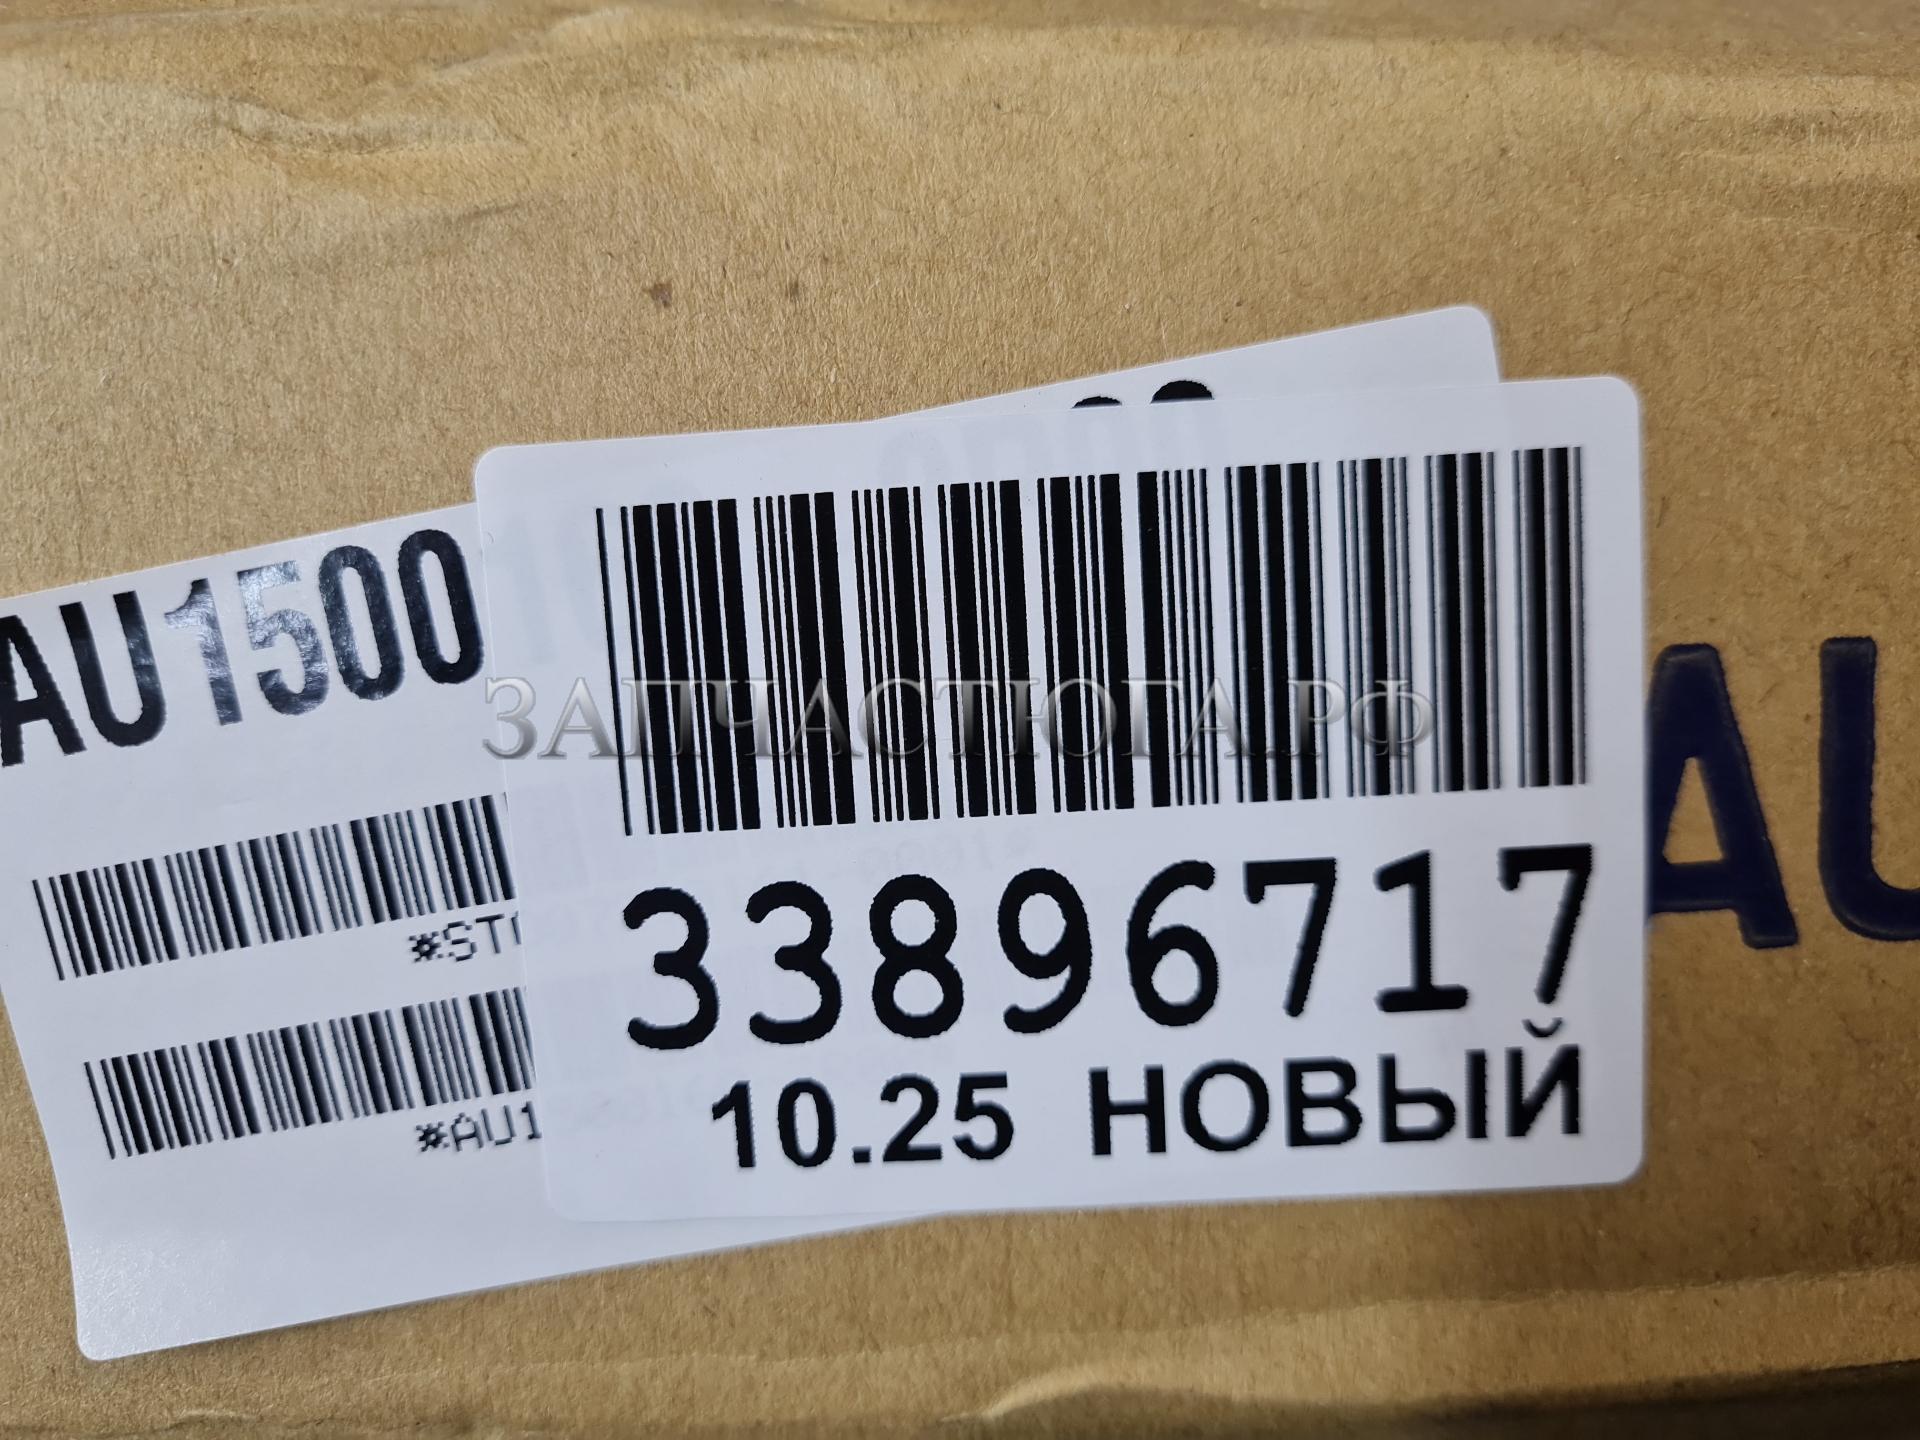 AU1500
ЗАПЧАСТЮГА.РФ
33896717
10.25 НОВЫЙ
*ST
*AU1
AU